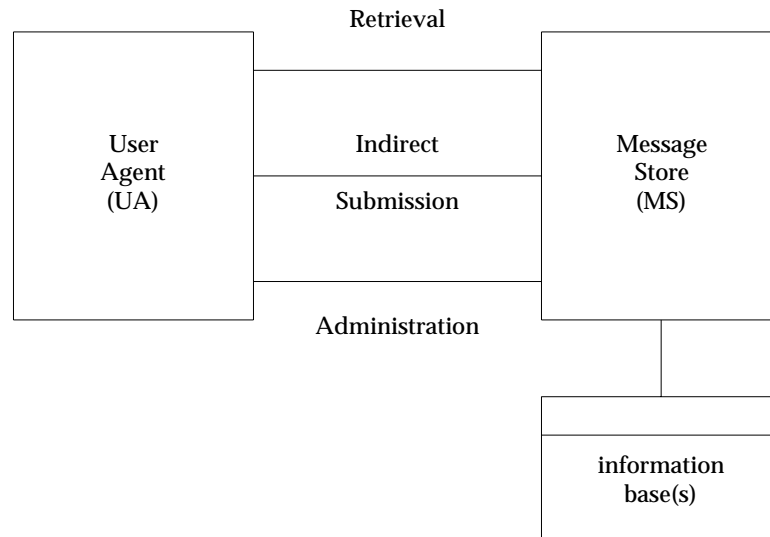 Retrieval
User
Agent
(UA)
Indirect
Submission
Administration
Message
Store
(MS)
information
base(s)